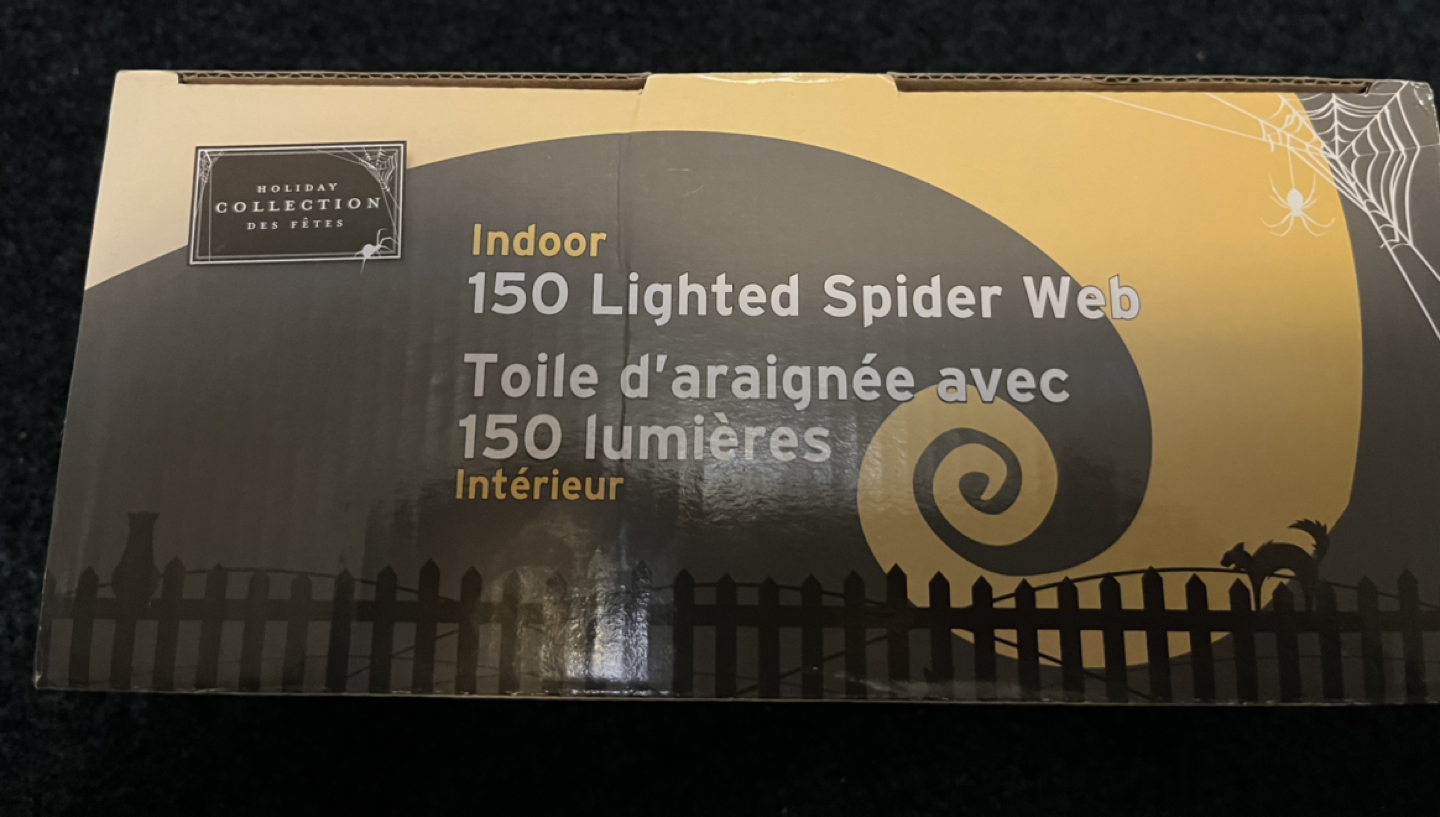 HOLIDAY
COLLECTION
DES FÊTES
Indoor
150 Lighted Spider Web
Toile d'araignée avec
150 lumières
Intérieur